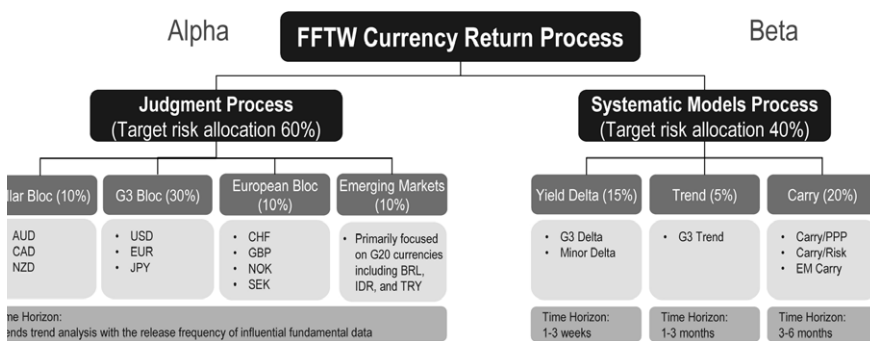 Alpha
FFTW Currency Return Process
Beta
Judgment Process
(Target risk allocation 60%)
Systematic Models Process
(Target risk allocation 40%)
llar Bloc (10%)
AUD
CAD
NZD
G3 Bloc (30%)
• USD
• EUR
• JPY
European Bloc
(10%)
• CHF
• GBP
• NOK
• SEK
Emerging Markets
(10%)
• Primarily focused
on G20 currencies
including BRL,
IDR, and TRY
me Horizon:
ends trend analysis with the release frequency of influential fundamental data
Yield Delta (15%)
• G3 Delta
• Minor Delta
Time Horizon:
1-3 weeks
Trend (5%)
• G3 Trend
Time Horizon:
1-3 months
Carry (20%)
• Carry/PPP
• Carry/Risk
• EM Carry
Time Horizon:
3-6 months